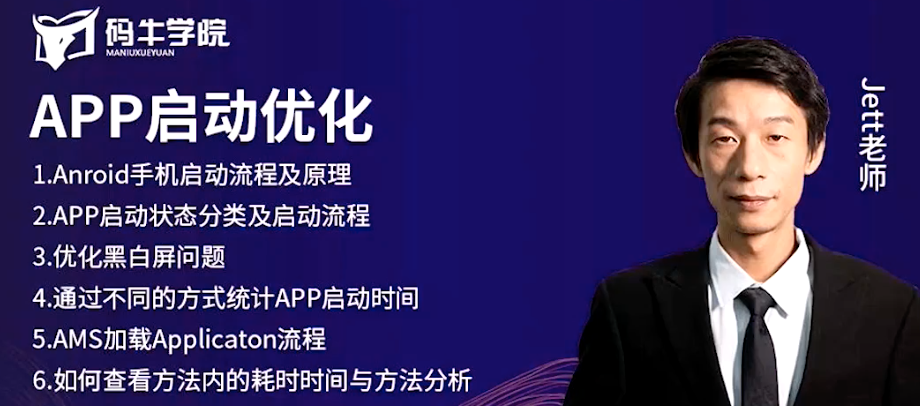 码牛学院
MANIUXUEYUAN
APP启动优化
1.Anroid手机启动流程及原理
2.APP启动状态分类及启动流程
3.优化黑白屏问题
4.通过不同的方式统计APP启动时间
5.AMS加载Applicaton流程
6.如何查看方法内的耗时时间与方法分析
Jett老师